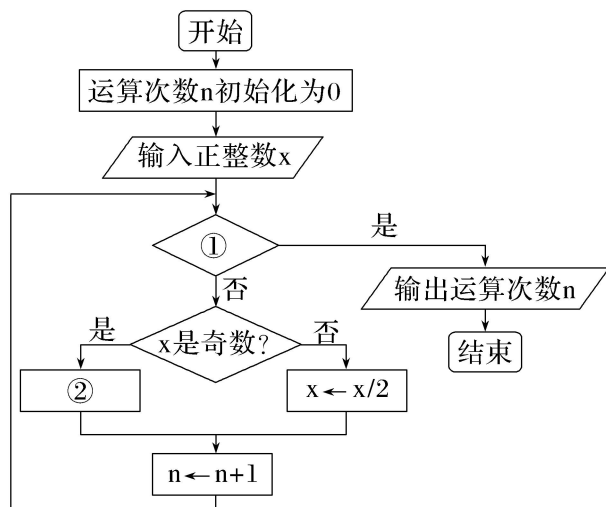 开始
运算次数n初始化为0
输入正整数x
①
是
否
输出运算次数n
结束
x是奇数?
是
否
②
x←x/2
n←n+1